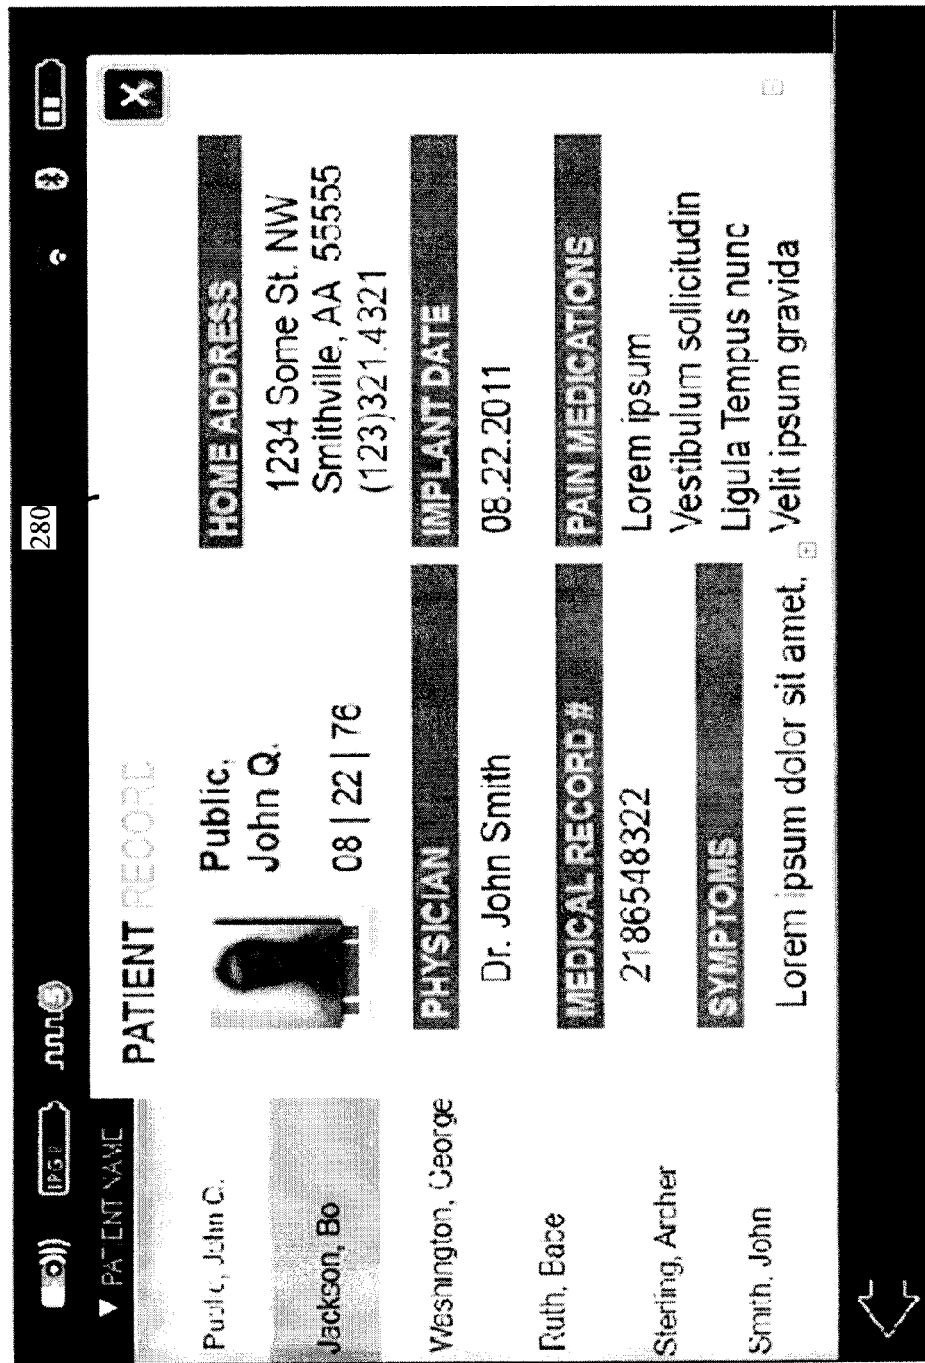 280
IPG
▼ PATIENT NAME
Public, John Q.
Jackson, Bo
Washington, George
Ruth, Babe
Sterling, Archer
Smith, John
PATIENT RECORD
X
Public,
John Q.
08 | 22 | 76
HOME ADDRESS
1234 Some St. NW
Smithville, AA 55555
(123)321.4321
PHYSICIAN
Dr. John Smith
IMPLANT DATE
08.22.2011
MEDICAL RECORD #
2186548322
PAIN MEDICATIONS
Lorem ipsum
Vestibulum sollicitudin
Ligula Tempus nunc
Velit ipsum gravida
SYMPTOMS
Lorem ipsum dolor sit amet,